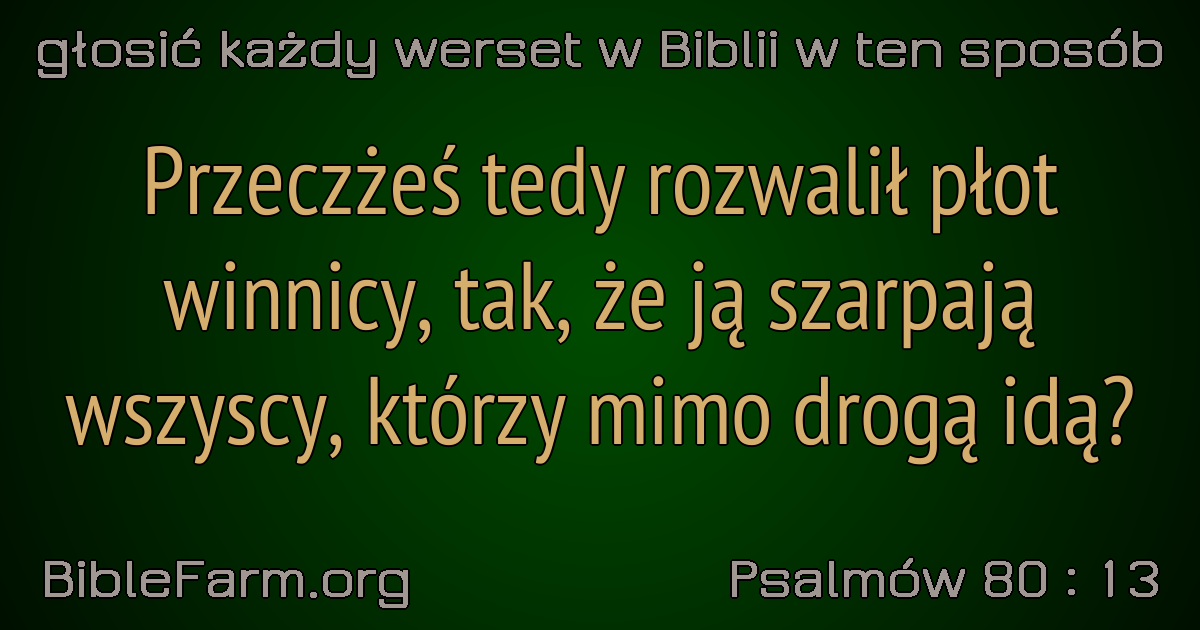 głosić każdy werset w Biblii w ten sposób
Przeczżeś tedy rozwalił płot
winnicy, tak, że ją szarpają
wszyscy, którzy mimo drogą idą?
BibleFarm.org
Psalmów 80 : 13